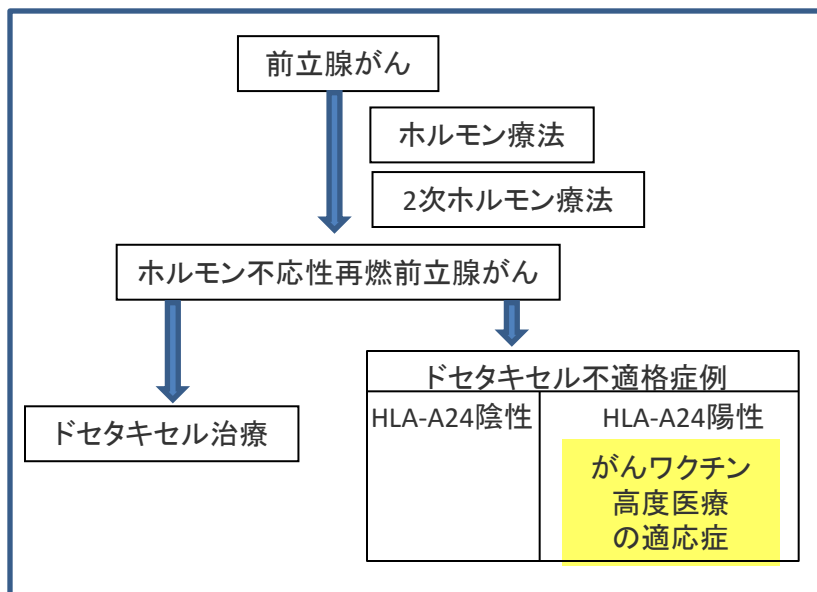 前立腺がん
ホルモン療法
2次ホルモン療法
ホルモン不応性再燃前立腺がん
ドセタキセル治療
ドセタキセル不適格症例
HLA-A24陰性
HLA-A24陽性
がんワクチン
高度医療
の適応症